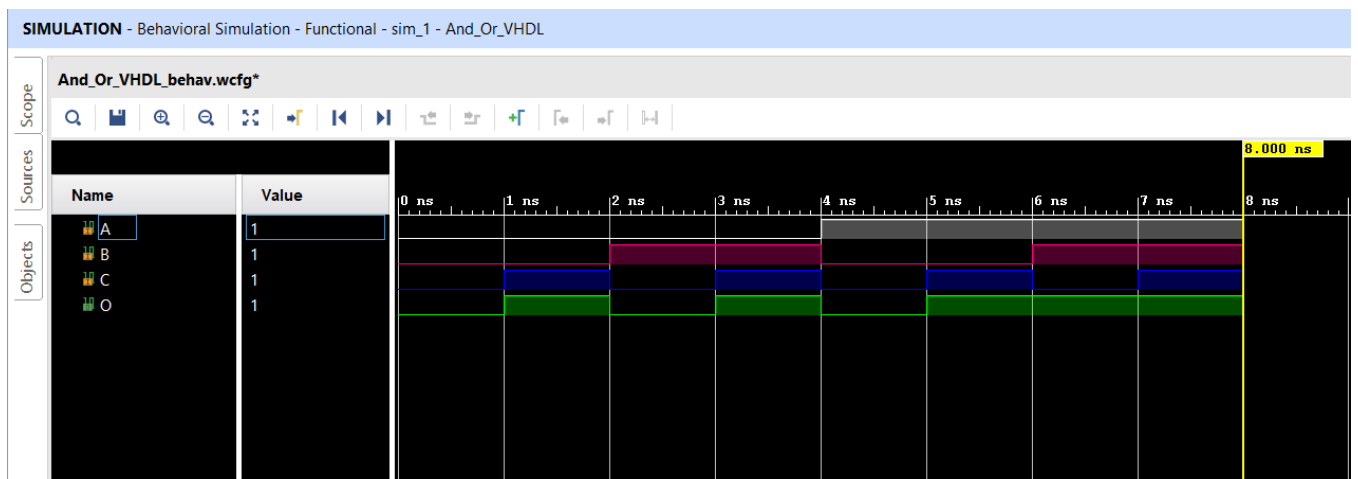 SIMULATION - Behavioral Simulation - Functional - sim_1 - And_Or_VHDL
Scope
Sources
Objects
And_Or_VHDL_behav.wcfg*
8.000 ns
Name Value
0 ns 1 ns 2 ns 3 ns 4 ns 5 ns 6 ns 7 ns 8 ns
A 1
B 1
C 1
O 1